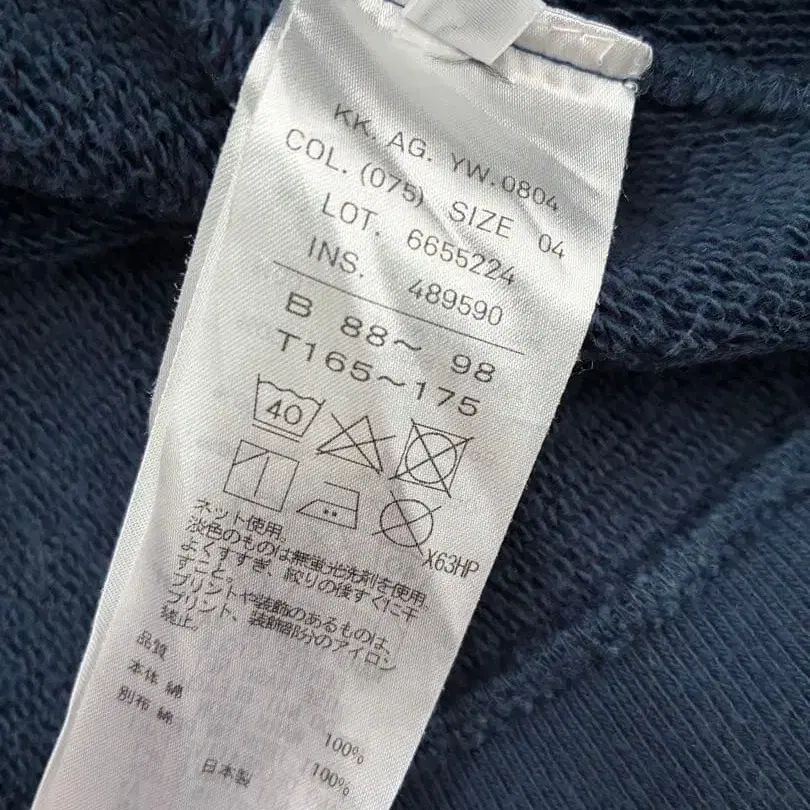 KK. AG. YW.0804
COL. (075) SIZE 04
LOT. 6655224
INS. 489590
B 88～ 98
T165～175
40
X63HP
ネット使用。
淡色のものは無蛍光洗剤を使用。
よくすすぎ、絞りの後すぐに干
すこと。
プリントや装飾のあるものは、
プリント、装飾部分のアイロン
禁止。
品質
本体 綿 100%
別布 綿 100%
日本製